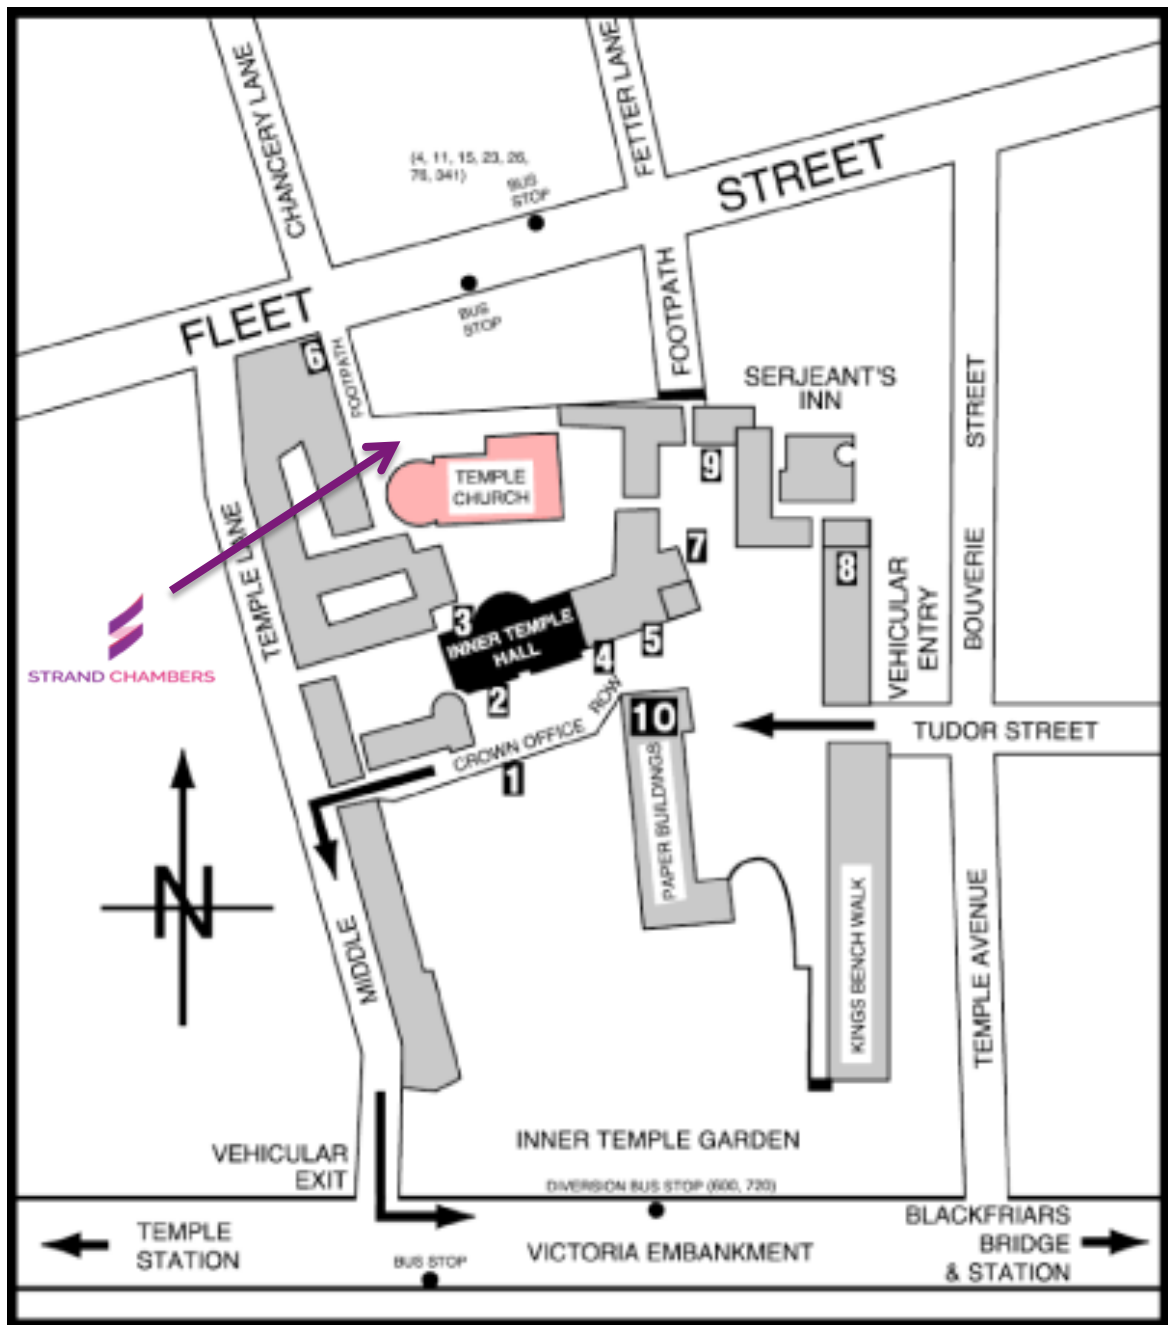 CHANCERY LANE
FETTER LANE
(4, 11, 15, 23, 26,
76, 341)
BUS
STOP
STREET
FLEET
BUS
STOP
FOOTPATH
6
FOOTPATH
SERJEANT'S
INN
STREET
TEMPLE
CHURCH
9
7
8
TEMPLE LANE
VEHICULAR
ENTRY
BOUVERIE
3
INNER TEMPLE
HALL
4
5
STRAND CHAMBERS
2
CROWN OFFICE ROW
10
1
TUDOR STREET
PAPER BUILDINGS
N
MIDDLE
KINGS BENCH WALK
TEMPLE AVENUE
VEHICULAR
EXIT
INNER TEMPLE GARDEN
DIVERSION BUS STOP (600, 720)
TEMPLE
STATION
BUS STOP
VICTORIA EMBANKMENT
BLACKFRIARS
BRIDGE
& STATION